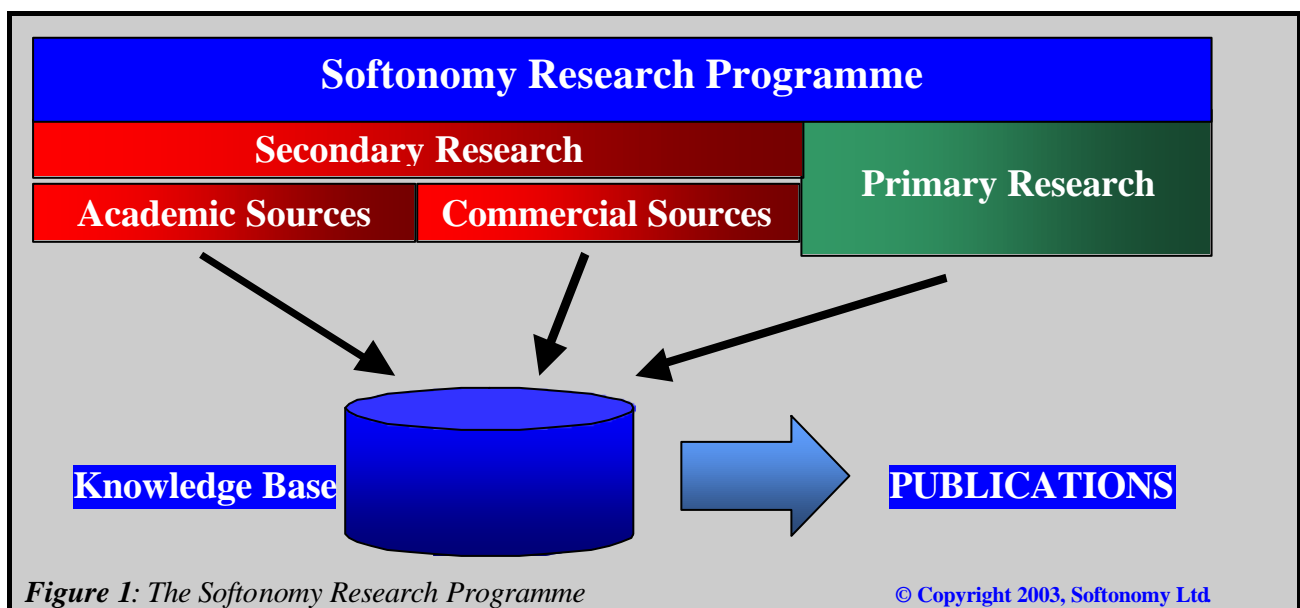 Softonomy Research Programme
Secondary Research
Primary Research
Academic Sources
Commercial Sources
Knowledge Base
PUBLICATIONS
Figure 1: The Softonomy Research Programme
© Copyright 2003, Softonomy Ltd.